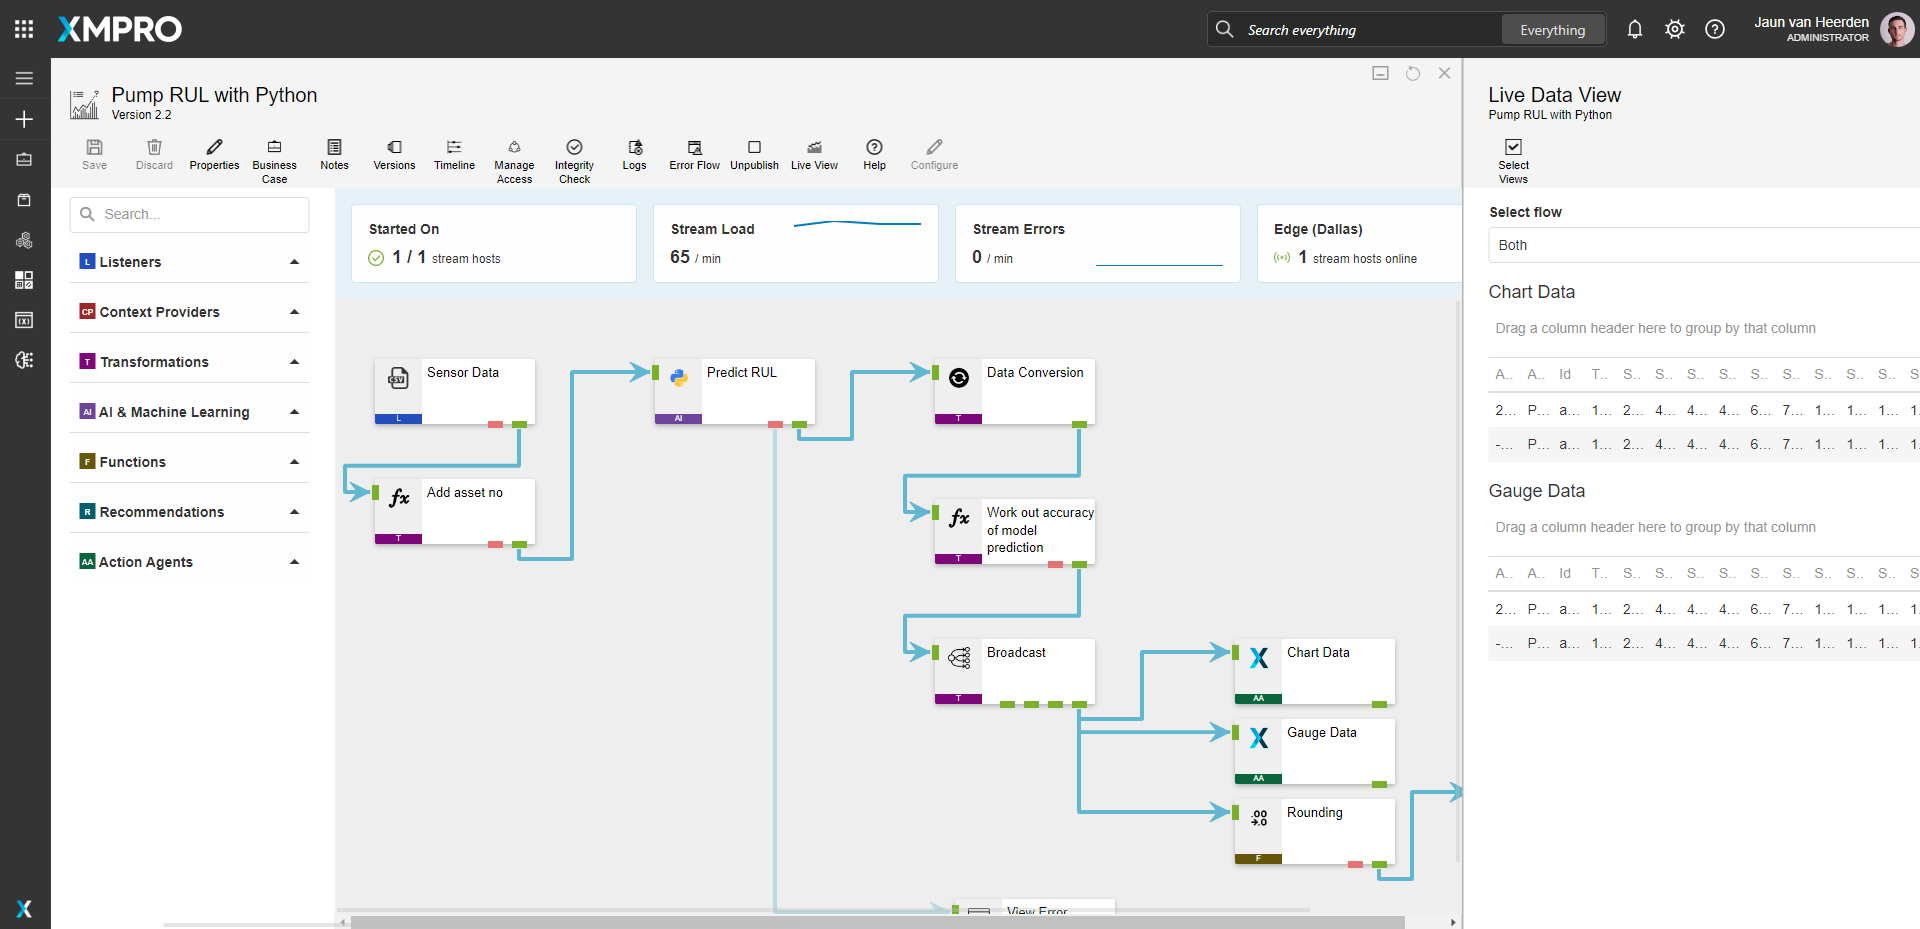 XMPRO
Search everything
Everything
Jaun van Heerden
ADMINISTRATOR
Pump RUL with Python
Version 2.2
Save
Discard
Properties
Business
Case
Notes
Versions
Timeline
Manage
Access
Integrity
Check
Logs
Error Flow
Unpublish
Live View
Help
Configure
Search...
L Listeners
CP Context Providers
T Transformations
AI AI & Machine Learning
F Functions
R Recommendations
AA Action Agents
Started On
1 / 1 stream hosts
Stream Load
65 / min
Stream Errors
0 / min
Edge (Dallas)
1 stream hosts online
CSV
Sensor Data
L
Predict RUL
AI
Data Conversion
T
fx
Add asset no
T
fx
Work out accuracy
of model
prediction
T
Broadcast
T
Chart Data
AA
Gauge Data
AA
.00
.0
Rounding
F
View Error
Live Data View
Pump RUL with Python
Select
Views
Select flow
Both
Chart Data
Drag a column header here to group by that column
A.. A.. Id T.. S.. S.. S.. S.. S.. S.. S.. S.. S.. S
2... P... a... 1... 2... 4... 4... 4... 6... 7... 1... 1... 1... 1.
-... P... a... 1... 2... 4... 4... 4... 6... 7... 1... 1... 1... 1.
Gauge Data
Drag a column header here to group by that column
A.. A.. Id T.. S.. S.. S.. S.. S.. S.. S.. S.. S.. S
2... P... a... 1... 2... 4... 4... 4... 6... 7... 1... 1... 1... 1.
-... P... a... 1... 2... 4... 4... 4... 6... 7... 1... 1... 1... 1.